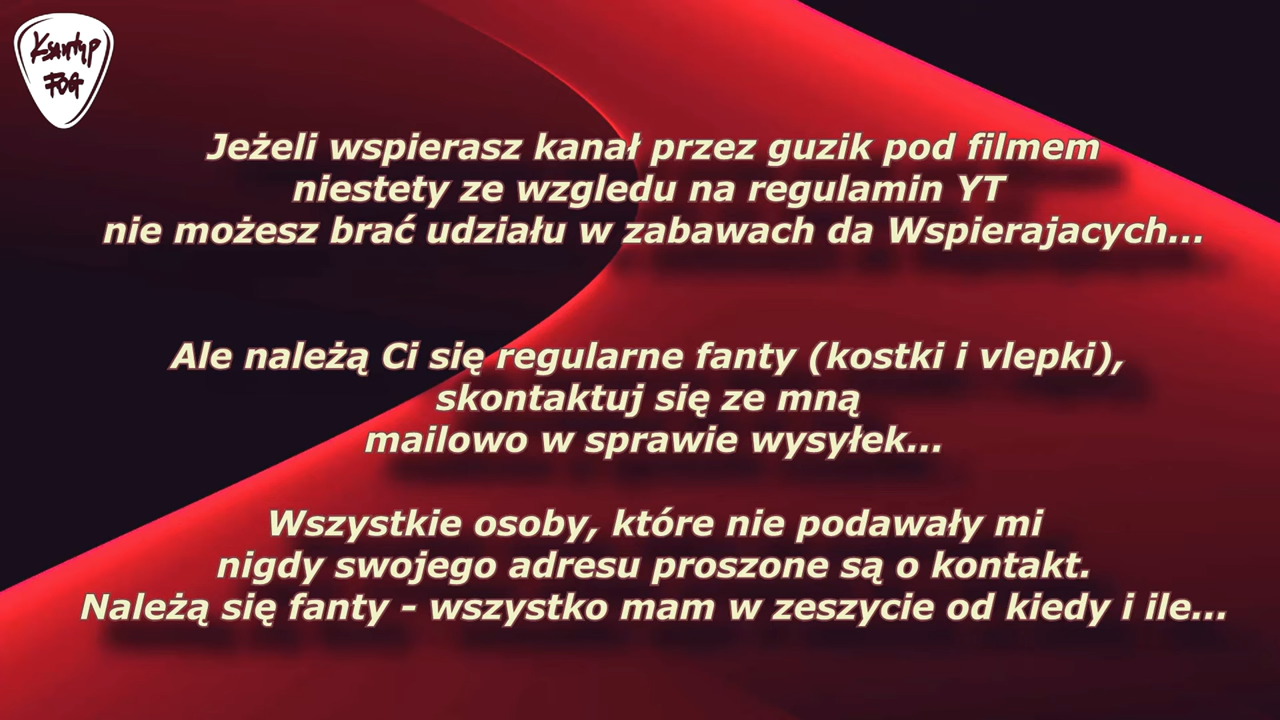 Ksantyp
FOG
Jeżeli wspierasz kanał przez guzik pod filmem
niestety ze wzgledu na regulamin YT
nie możesz brać udziału w zabawach da Wspierajacych...
Ale należą Ci się regularne fanty (kostki i vlepki),
skontaktuj się ze mną
mailowo w sprawie wysyłek...
Wszystkie osoby, które nie podawały mi
nigdy swojego adresu proszone są o kontakt.
Należą się fanty - wszystko mam w zeszycie od kiedy i ile...